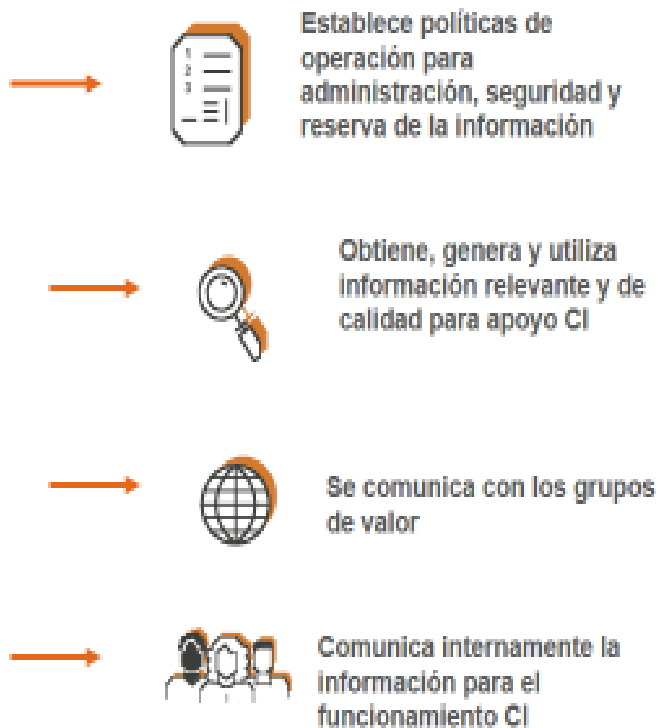 Establece políticas de
operación para
administración, seguridad y
reserva de la información
Obtiene, genera y utiliza
información relevante y de
calidad para apoyo CI
Se comunica con los grupos
de valor
Comunica internamente la
información para el
funcionamiento CI